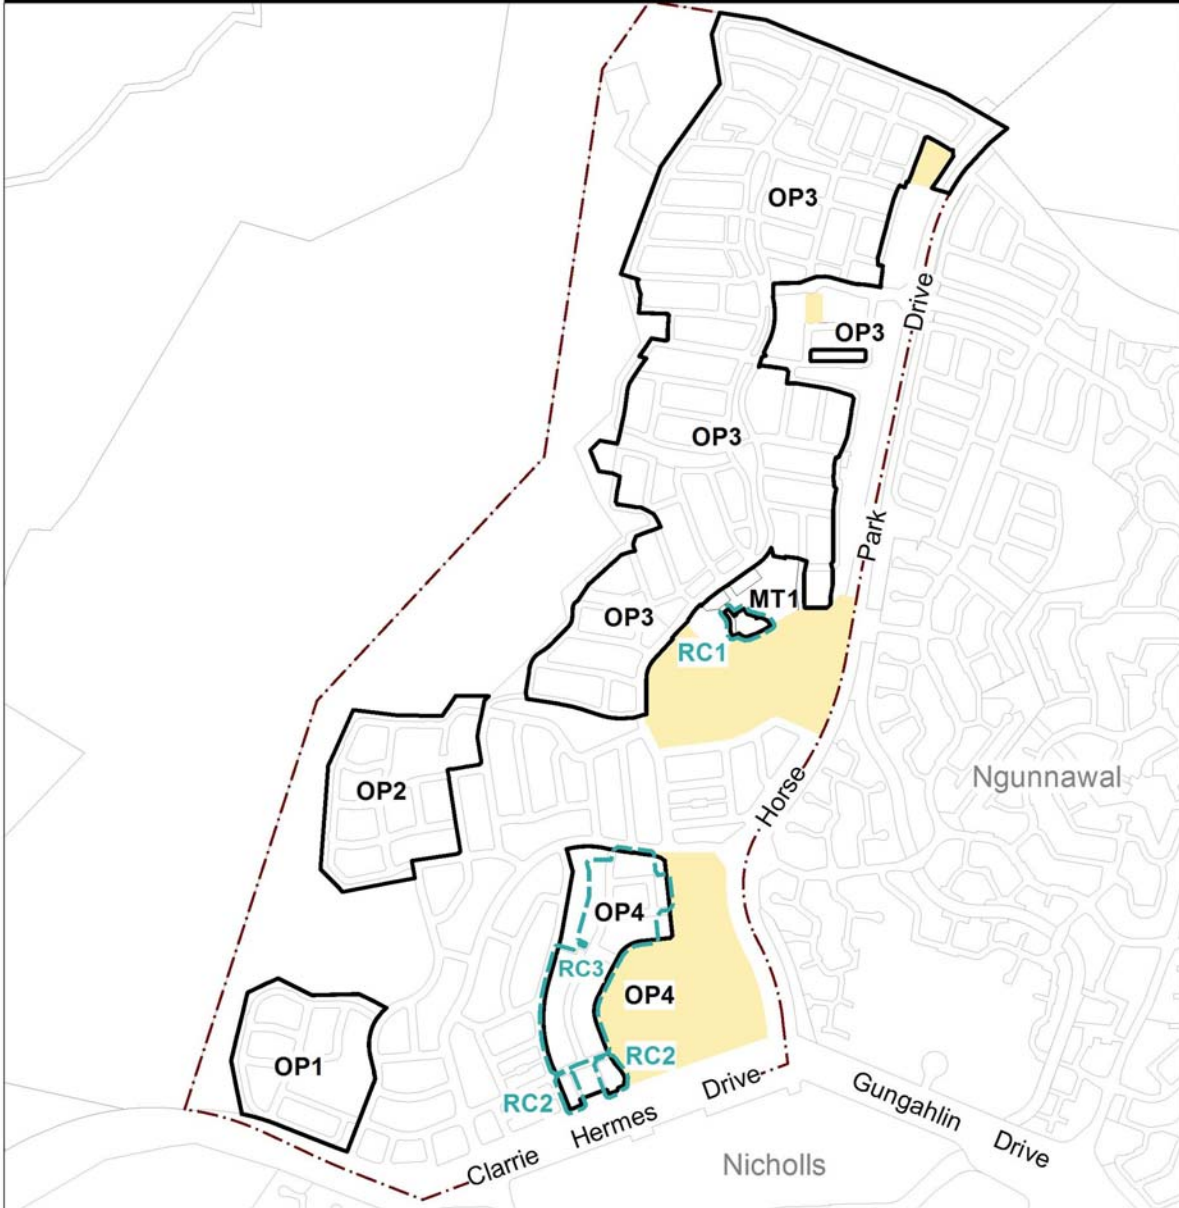 OP3
Drive
OP3
OP3
Park
MT1
OP3
RC1
Horse
Ngunnawal
OP2
OP4
RC3
OP4
RC2
OP1
RC2
Drive
Hermes
Clarrie
Gungahlin
Drive
Nicholls